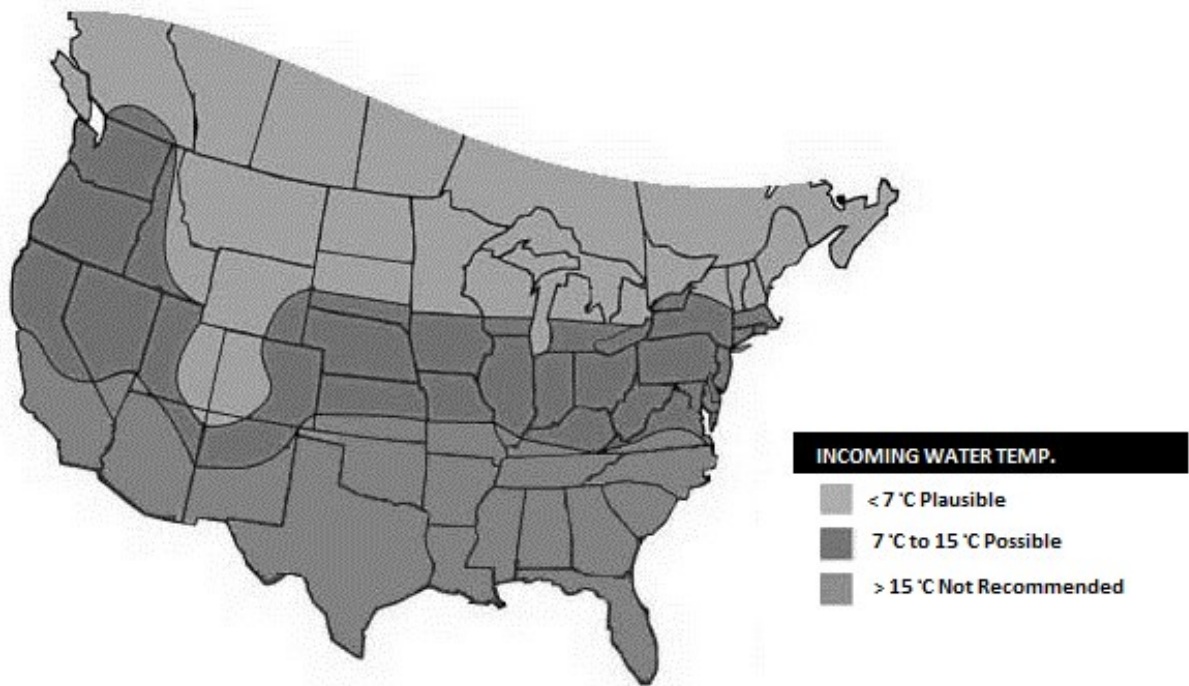 INCOMING WATER TEMP.
< 7 °C Plausible
7 °C to 15 °C Possible
> 15 °C Not Recommended